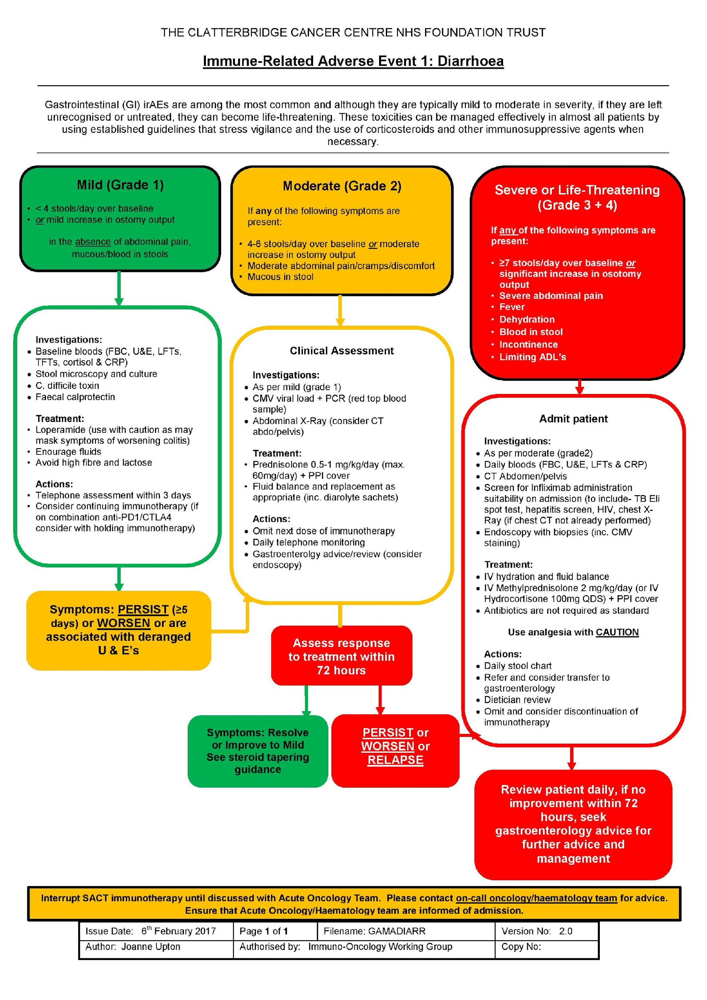 THE CLATTERBRIDGE CANCER CENTRE NHS FOUNDATION TRUST
Immune-Related Adverse Event 1: Diarrhoea
Gastrointestinal (GI) irAEs are among the most common and although they are typically mild to moderate in severity, if they are left
unrecognised or untreated, they can become life-threatening. These toxicities can be managed effectively in almost all patients by
using established guidelines that stress vigilance and the use of corticosteroids and other immunosuppressive agents when
necessary.
Mild (Grade 1)
• < 4 stools/day over baseline
• or mild increase in ostomy output
in the absence of abdominal pain,
mucous/blood in stools
Investigations:
• Baseline bloods (FBC, U&E, LFTs,
TFTs, cortisol & CRP)
• Stool microscopy and culture
• C. difficile toxin
• Faecal calprotectin
Treatment:
• Loperamide (use with caution as may
mask symptoms of worsening colitis)
• Enourage fluids
• Avoid high fibre and lactose
Actions:
• Telephone assessment within 3 days
• Consider continuing immunotherapy (if
on combination anti-PD1/CTLA4
consider with holding immunotherapy)
Symptoms: PERSIST (≥5
days) or WORSEN or are
associated with deranged
U & E's
Moderate (Grade 2)
If any of the following symptoms are
present:
• 4-6 stools/day over baseline or moderate
increase in ostomy output
• Moderate abdominal pain/cramps/discomfort
• Mucous in stool
Clinical Assessment
Investigations:
• As per mild (grade 1)
• CMV viral load + PCR (red top blood
sample)
• Abdominal X-Ray (consider CT
abdo/pelvis)
Treatment:
• Prednisolone 0.5-1 mg/kg/day (max.
60mg/day) + PPI cover
• Fluid balance and replacement as
appropriate (inc. diarolyte sachets)
Actions:
• Omit next dose of immunotherapy
• Daily telephone monitoring
• Gastroenterolgy advice/review (consider
endoscopy)
Assess response
to treatment within
72 hours
Symptoms: Resolve
or Improve to Mild
See steroid tapering
guidance
PERSIST or
WORSEN or
RELAPSE
Severe or Life-Threatening
(Grade 3 + 4)
If any of the following symptoms are
present:
• ≥7 stools/day over baseline or
significant increase in osotomy
output
• Severe abdominal pain
• Fever
• Dehydration
• Blood in stool
• Incontinence
• Limiting ADL's
Admit patient
Investigations:
• As per moderate (grade2)
• Daily bloods (FBC, U&E, LFTs & CRP)
• CT Abdomen/pelvis
• Screen for Infliximab administration
suitability on admission (to include- TB Eli
spot test, hepatitis screen, HIV, chest X-
Ray (if chest CT not already performed)
• Endoscopy with biopsies (inc. CMV
staining)
Treatment:
• IV hydration and fluid balance
• IV Methylprednisolone 2 mg/kg/day (or IV
Hydrocortisone 100mg QDS) + PPI cover
• Antibiotics are not required as standard
Use analgesia with CAUTION
Actions:
• Daily stool chart
• Refer and consider transfer to
gastroenterology
• Dietician review
• Omit and consider discontinuation of
immunotherapy
Review patient daily, if no
improvement within 72
hours, seek
gastroenterology advice for
further advice and
management
Interrupt SACT immunotherapy until discussed with Acute Oncology Team. Please contact on-call oncology/haematology team for advice.
Ensure that Acute Oncology/Haematology team are informed of admission.
Issue Date: 6th February 2017 Page 1 of 1 Filename: GAMADIARR Version No: 2.0
Author: Joanne Upton Authorised by: Immuno-Oncology Working Group Copy No: